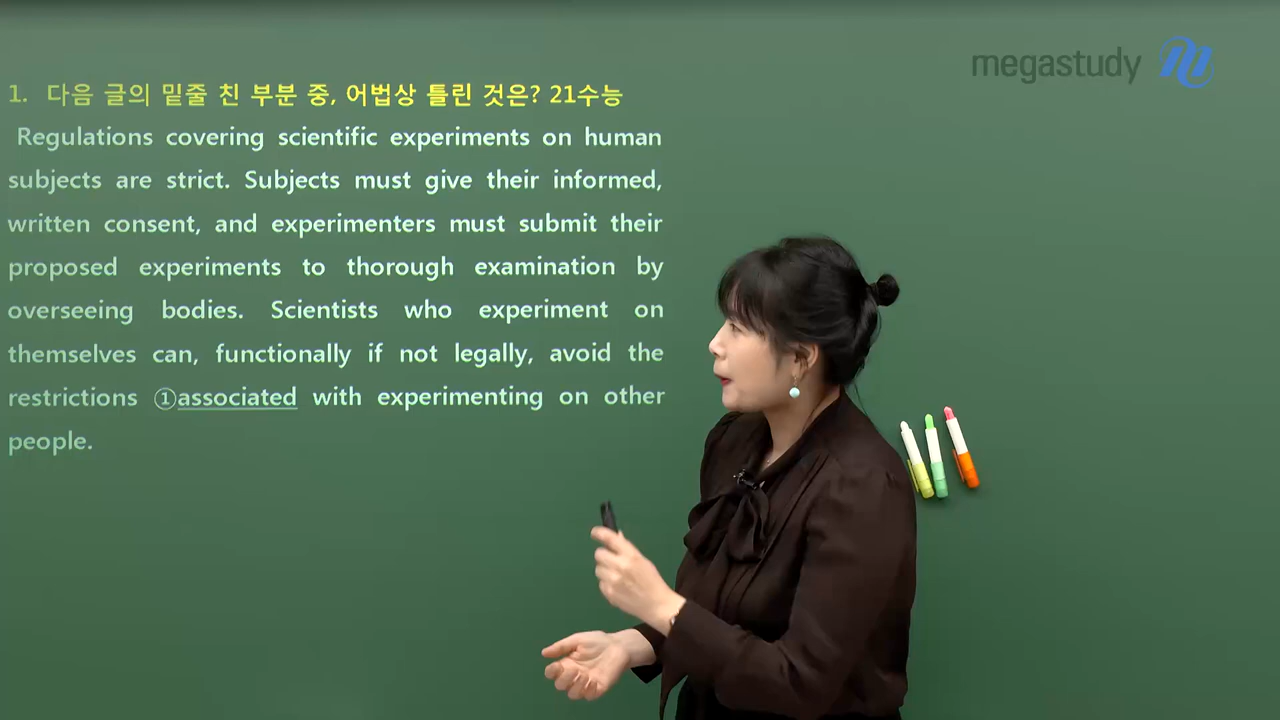 megastudy
1. 다음 글의 밑줄 친 부분 중, 어법상 틀린 것은? 21수능
Regulations covering scientific experiments on human
subjects are strict. Subjects must give their informed,
written consent, and experimenters must submit their
proposed experiments to thorough examination by
overseeing bodies. Scientists who experiment on
themselves can, functionally if not legally, avoid the
restrictions ①associated with experimenting on other
people.